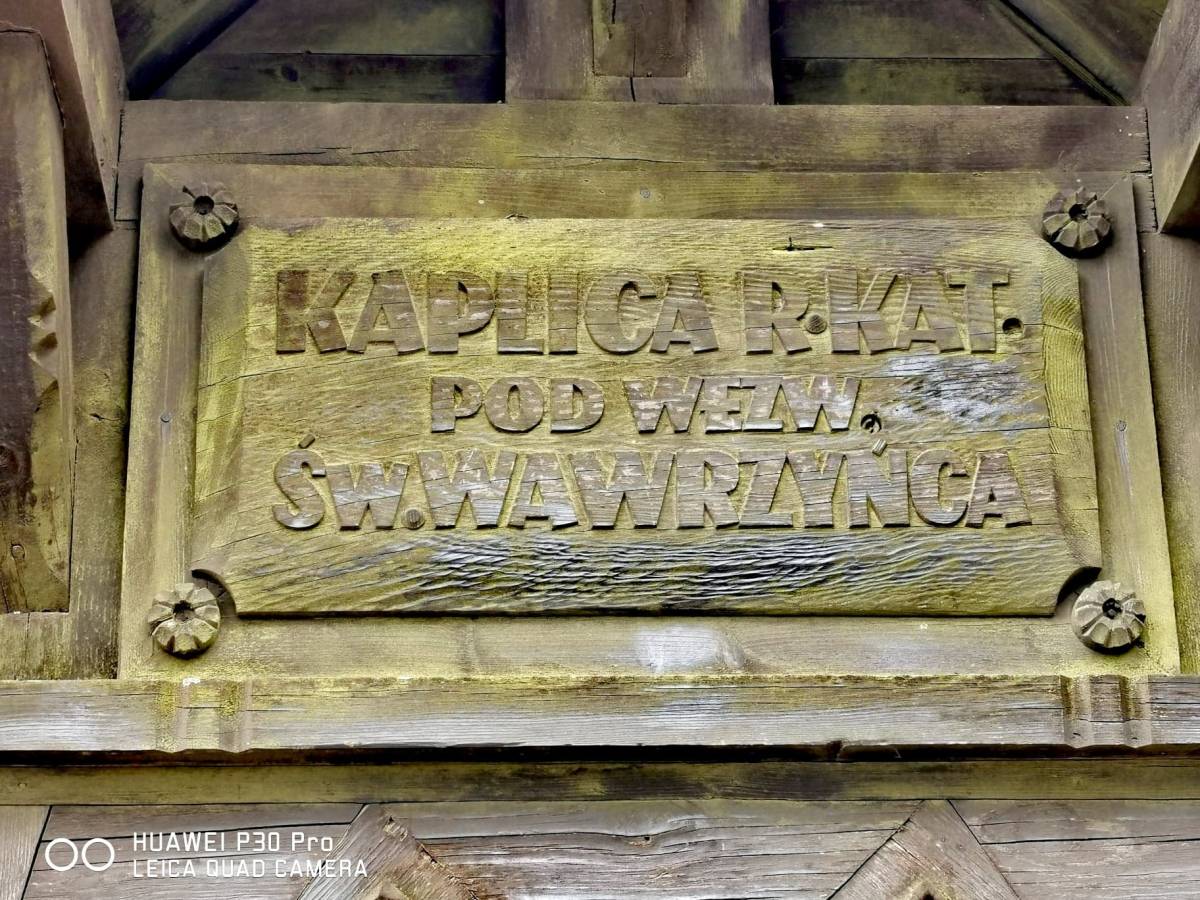 KAPLICA R.KAT.
POD WEZW.
ŚW.WAWRZYŃCA
HUAWEI P30 Pro
LEICA QUAD CAMERA